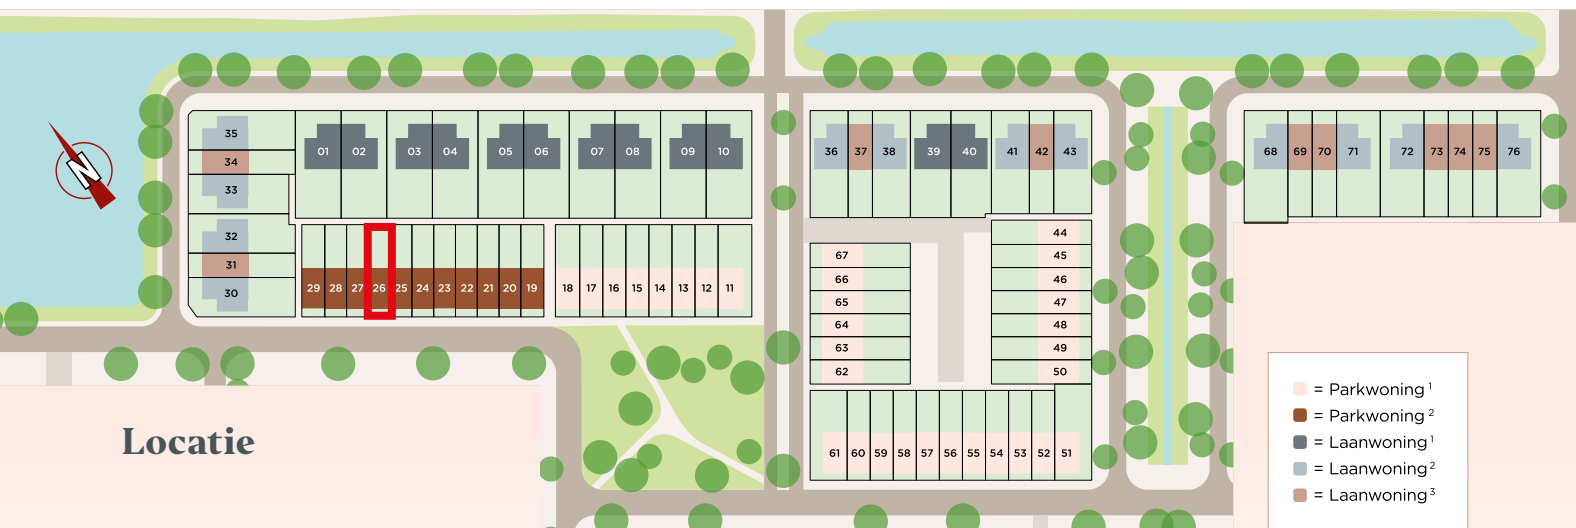 N
35
34
33
32
31
30
01 02 03 04 05 06 07 08 09 10
29 28 27 26 25 24 23 22 21 20 19
18 17 16 15 14 13 12 11
36 37 38 39 40 41 42 43
44
45
46
47
48
49
50
67
66
65
64
63
62
61 60 59 58 57 56 55 54 53 52 51
68 69 70 71 72 73 74 75 76
Locatie
= Parkwoning ¹
= Parkwoning ²
= Laanwoning ¹
= Laanwoning ²
= Laanwoning ³